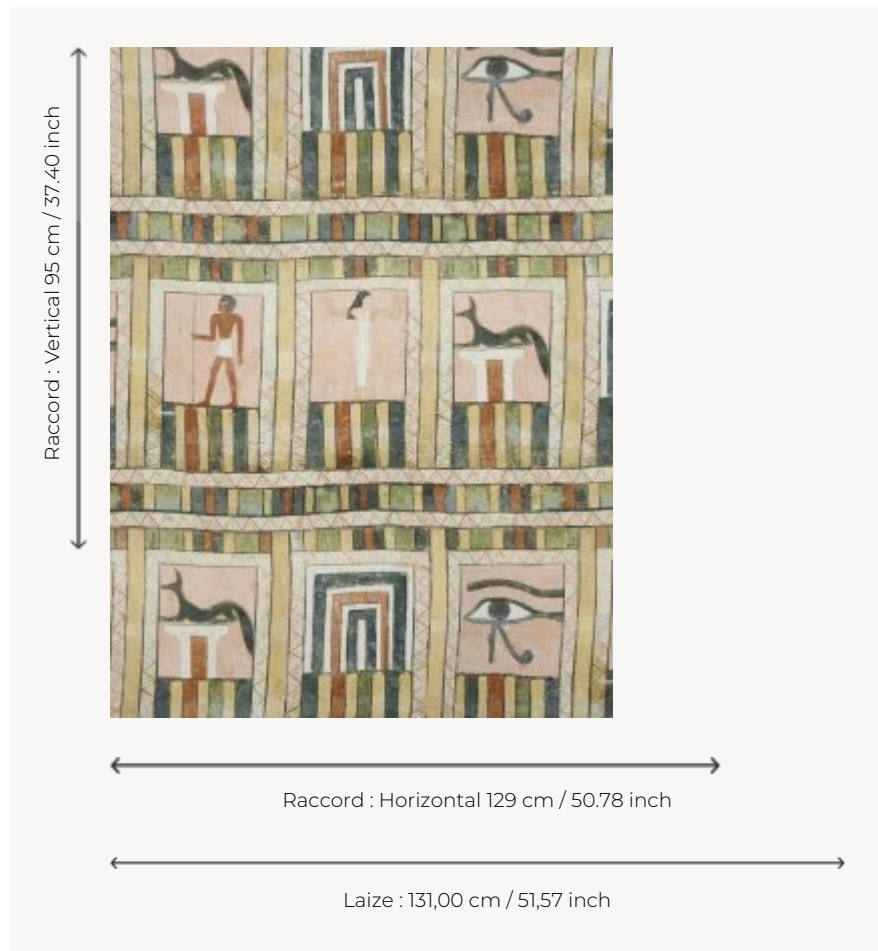 Raccord : Vertical 95 cm / 37.40 inch
Raccord : Horizontal 129 cm / 50.78 inch
Laize : 131,00 cm / 51,57 inch